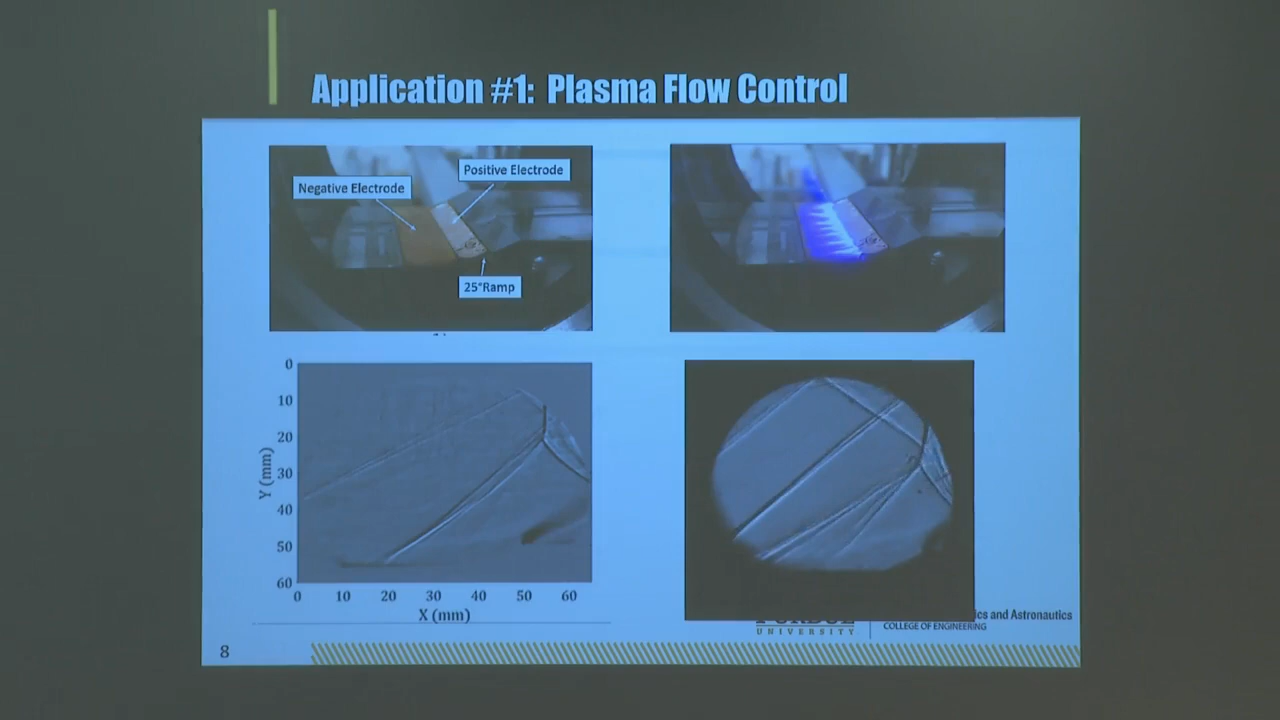 Application #1: Plasma Flow Control
Negative Electrode
Positive Electrode
25°Ramp
0
10
20
30
40
50
60
Y (mm)
0
10
20
30
40
50
60
X (mm)
UNIVERSITY
and Astronautics
COLLEGE OF ENGINEERING
8